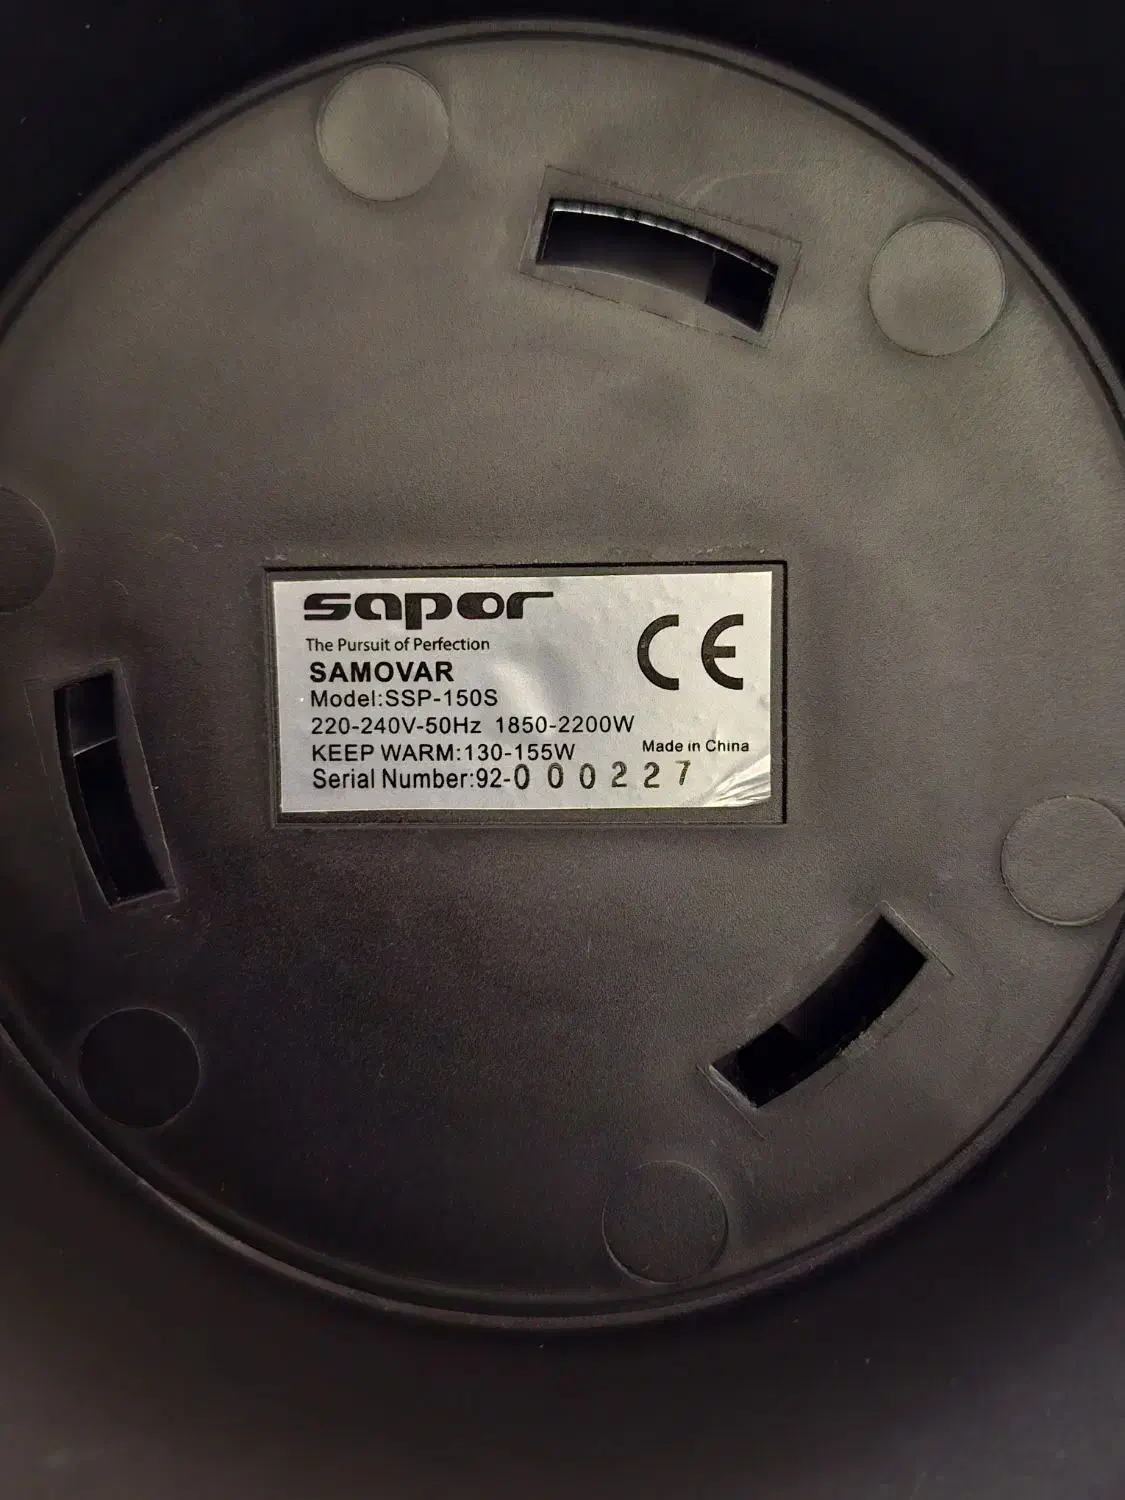 sapor
The Pursuit of Perfection
SAMOVAR
Model:SSP-150S
220-240V-50Hz 1850-2200W
KEEP WARM:130-155W
Made in China
Serial Number:92-000227
CE